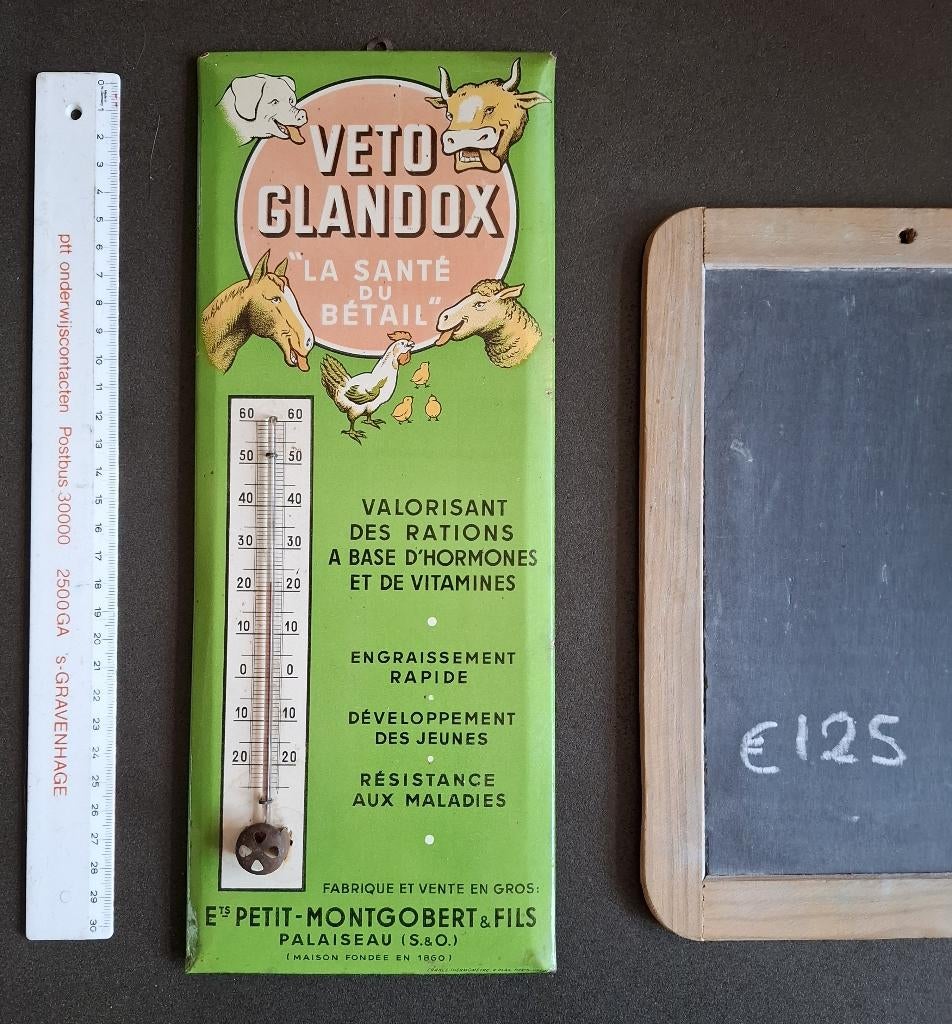 VETO
GLANDOX
"LA SANTÉ
DU
BÉTAIL"
60 60
50 50
40 40
30 30
20 20
10 10
0 0
10 10
20 20
VALORISANT
DES RATIONS
A BASE D'HORMONES
ET DE VITAMINES
ENGRAISSEMENT
RAPIDE
DÉVELOPPEMENT
DES JEUNES
RÉSISTANCE
AUX MALADIES
FABRIQUE ET VENTE EN GROS:
ETS PETIT-MONTGOBERT & FILS
PALAISEAU (S.&O.)
(MAISON FONDÉE EN 1860)
ptt onderwijscontacten Postbus 30000 2500 GA 's-GRAVENHAGE
0 1 2 3 4 5 6 7 8 9 10 11 12 13 14 15 16 17 18 19 20 21 22 23 24 25 26 27 28 29 30
€125